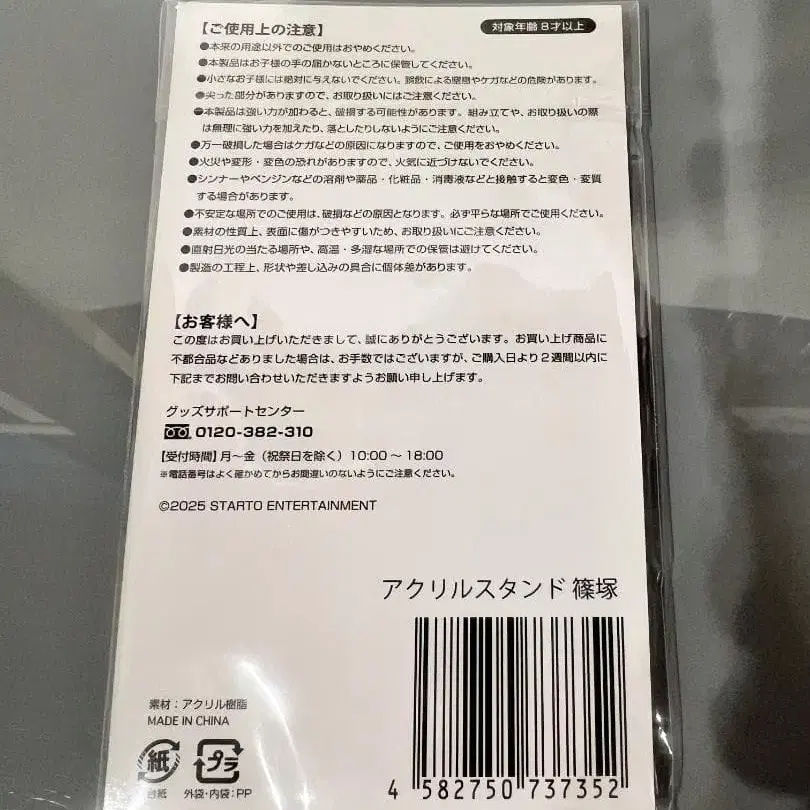 【ご使用上の注意】
対象年齢8才以上
●本来の用途以外でのご使用はおやめください。
●本製品はお子様の手の届かないところに保管してください。
●小さなお子様には絶対に与えないでください。誤飲による窒息やケガなどの危険があります。
●尖った部分がありますので、お取り扱いにはご注意ください。
●本製品は強い力が加わると、破損する可能性があります。組み立てや、お取り扱いの際
は無理に強い力を加えたり、落としたりしないようにご注意ください。
●万一破損した場合はケガなどの原因になりますので、ご使用をおやめください。
●火災や変形・変色の恐れがありますので、火気に近づけないでください。
●シンナーやベンジンなどの溶剤や薬品・化粧品・消毒液などと接触すると変色・変質
する場合があります。
●不安定な場所でのご使用は、破損などの原因となります。必ず平らな場所でご使用ください。
●素材の性質上、表面に傷がつきやすいため、お取り扱いにご注意ください。
●直射日光の当たる場所や、高温・多湿な場所での保管は避けてください。
●製造の工程上、形状や差し込みの具合に個体差があります。
【お客様へ】
この度はお買い上げいただきまして、誠にありがとうございます。お買い上げ商品に
不都合品などありました場合は、お手数ではございますが、ご購入日より2週間以内に
下記までお問い合わせいただきますようお願い申し上げます。
グッズサポートセンター
0120-382-310
【受付時間】月~金（祝祭日を除く）10:00~18:00
※電話番号はよく確かめてからお間違いのないようにご注意ください。
©2025 STARTO ENTERTAINMENT
アクリルスタンド 篠塚
素材：アクリル樹脂
MADE IN CHINA
紙 プラ
台紙 外袋・内袋：PP
4 582750 737352